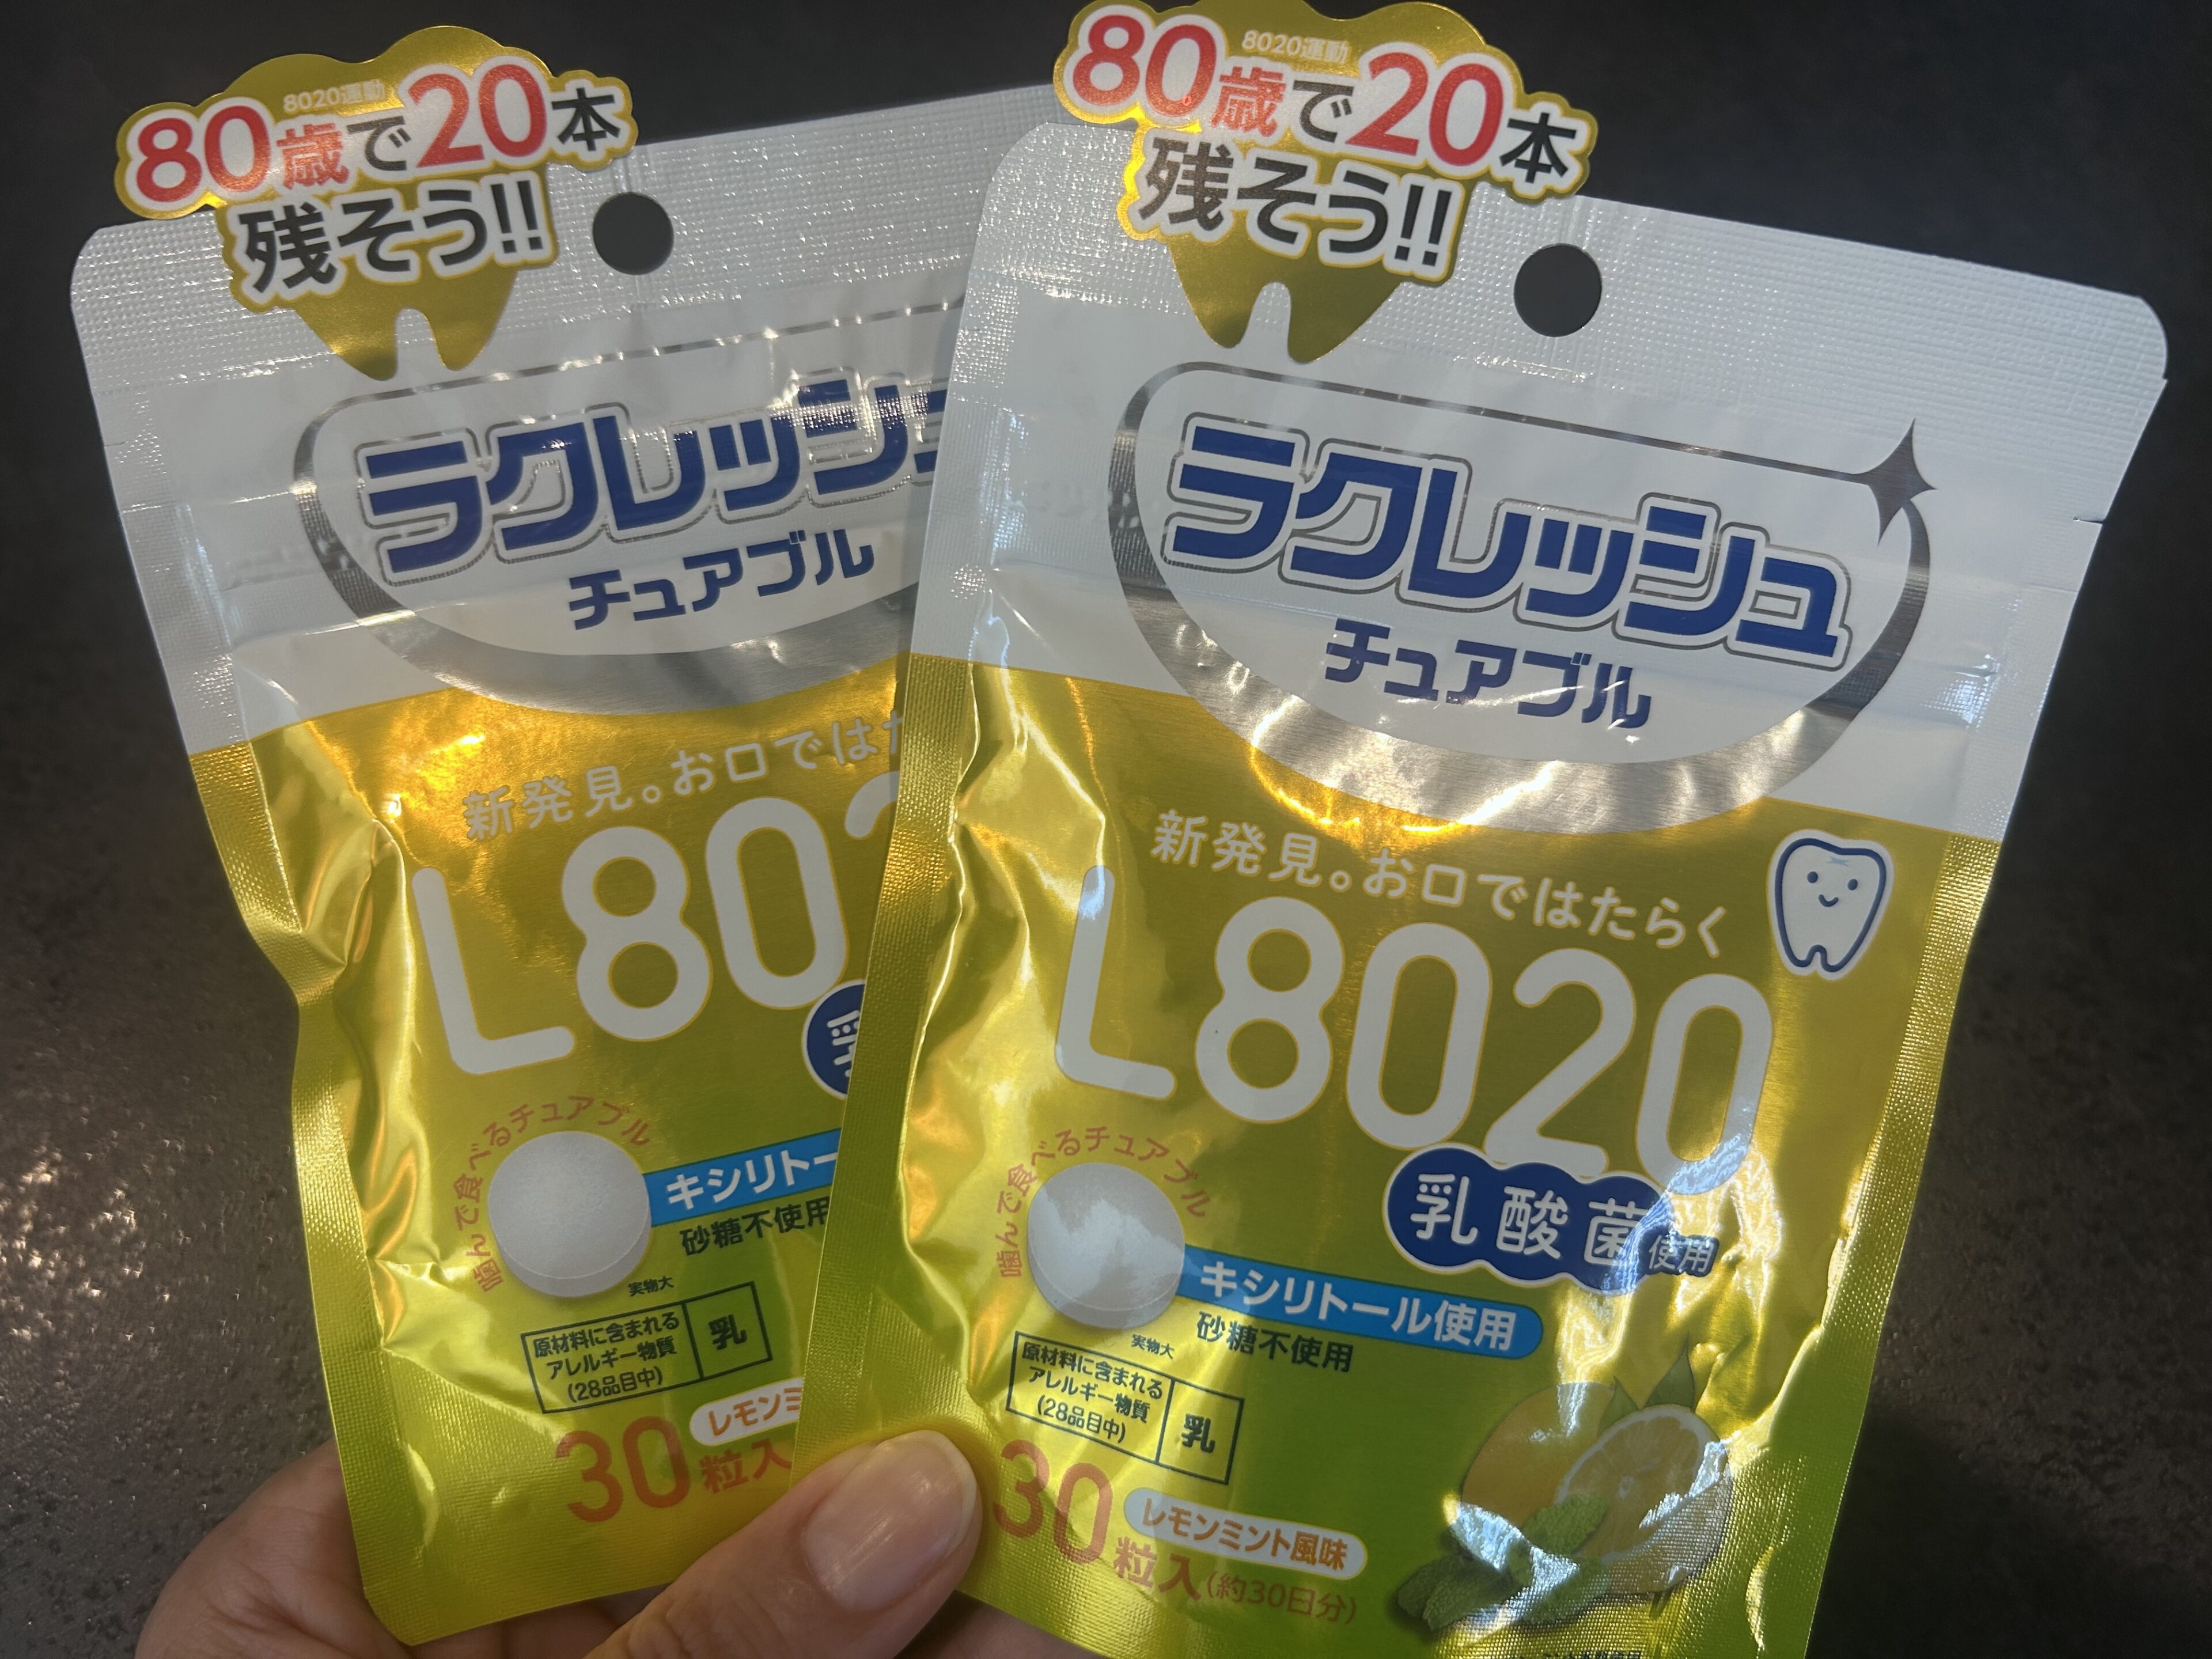 8020運動
80歳で20本
残そう!!
ラクレッシュ
チュアブル
新発見。お口ではた
L802
乳
噛んで食べるチュアブル
キシリトー
砂糖不使用
実物大
原材料に含まれる
アレルギー物質
(28品目中)
乳
レモンミ
30粒入
8020運動
80歳で20本
残そう!!
ラクレッシュ
チュアブル
新発見。お口ではたらく
L8020
乳酸菌使用
噛んで食べるチュアブル
キシリトール使用
砂糖不使用
実物大
原材料に含まれる
アレルギー物質
(28品目中)
乳
レモンミント風味
30粒入(約30日分)